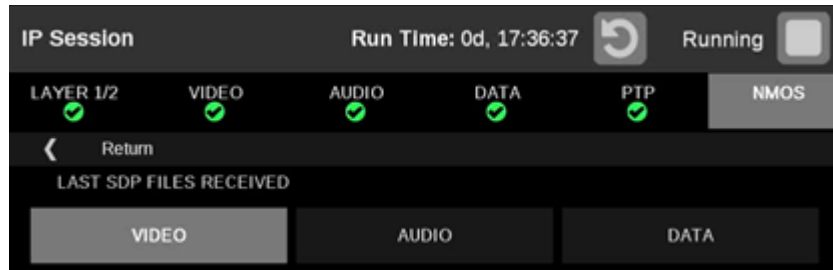 IP Session Run Time: 0d, 17:36:37 Running
LAYER 1/2 VIDEO AUDIO DATA PTP NMOS
Return
LAST SDP FILES RECEIVED
VIDEO AUDIO DATA